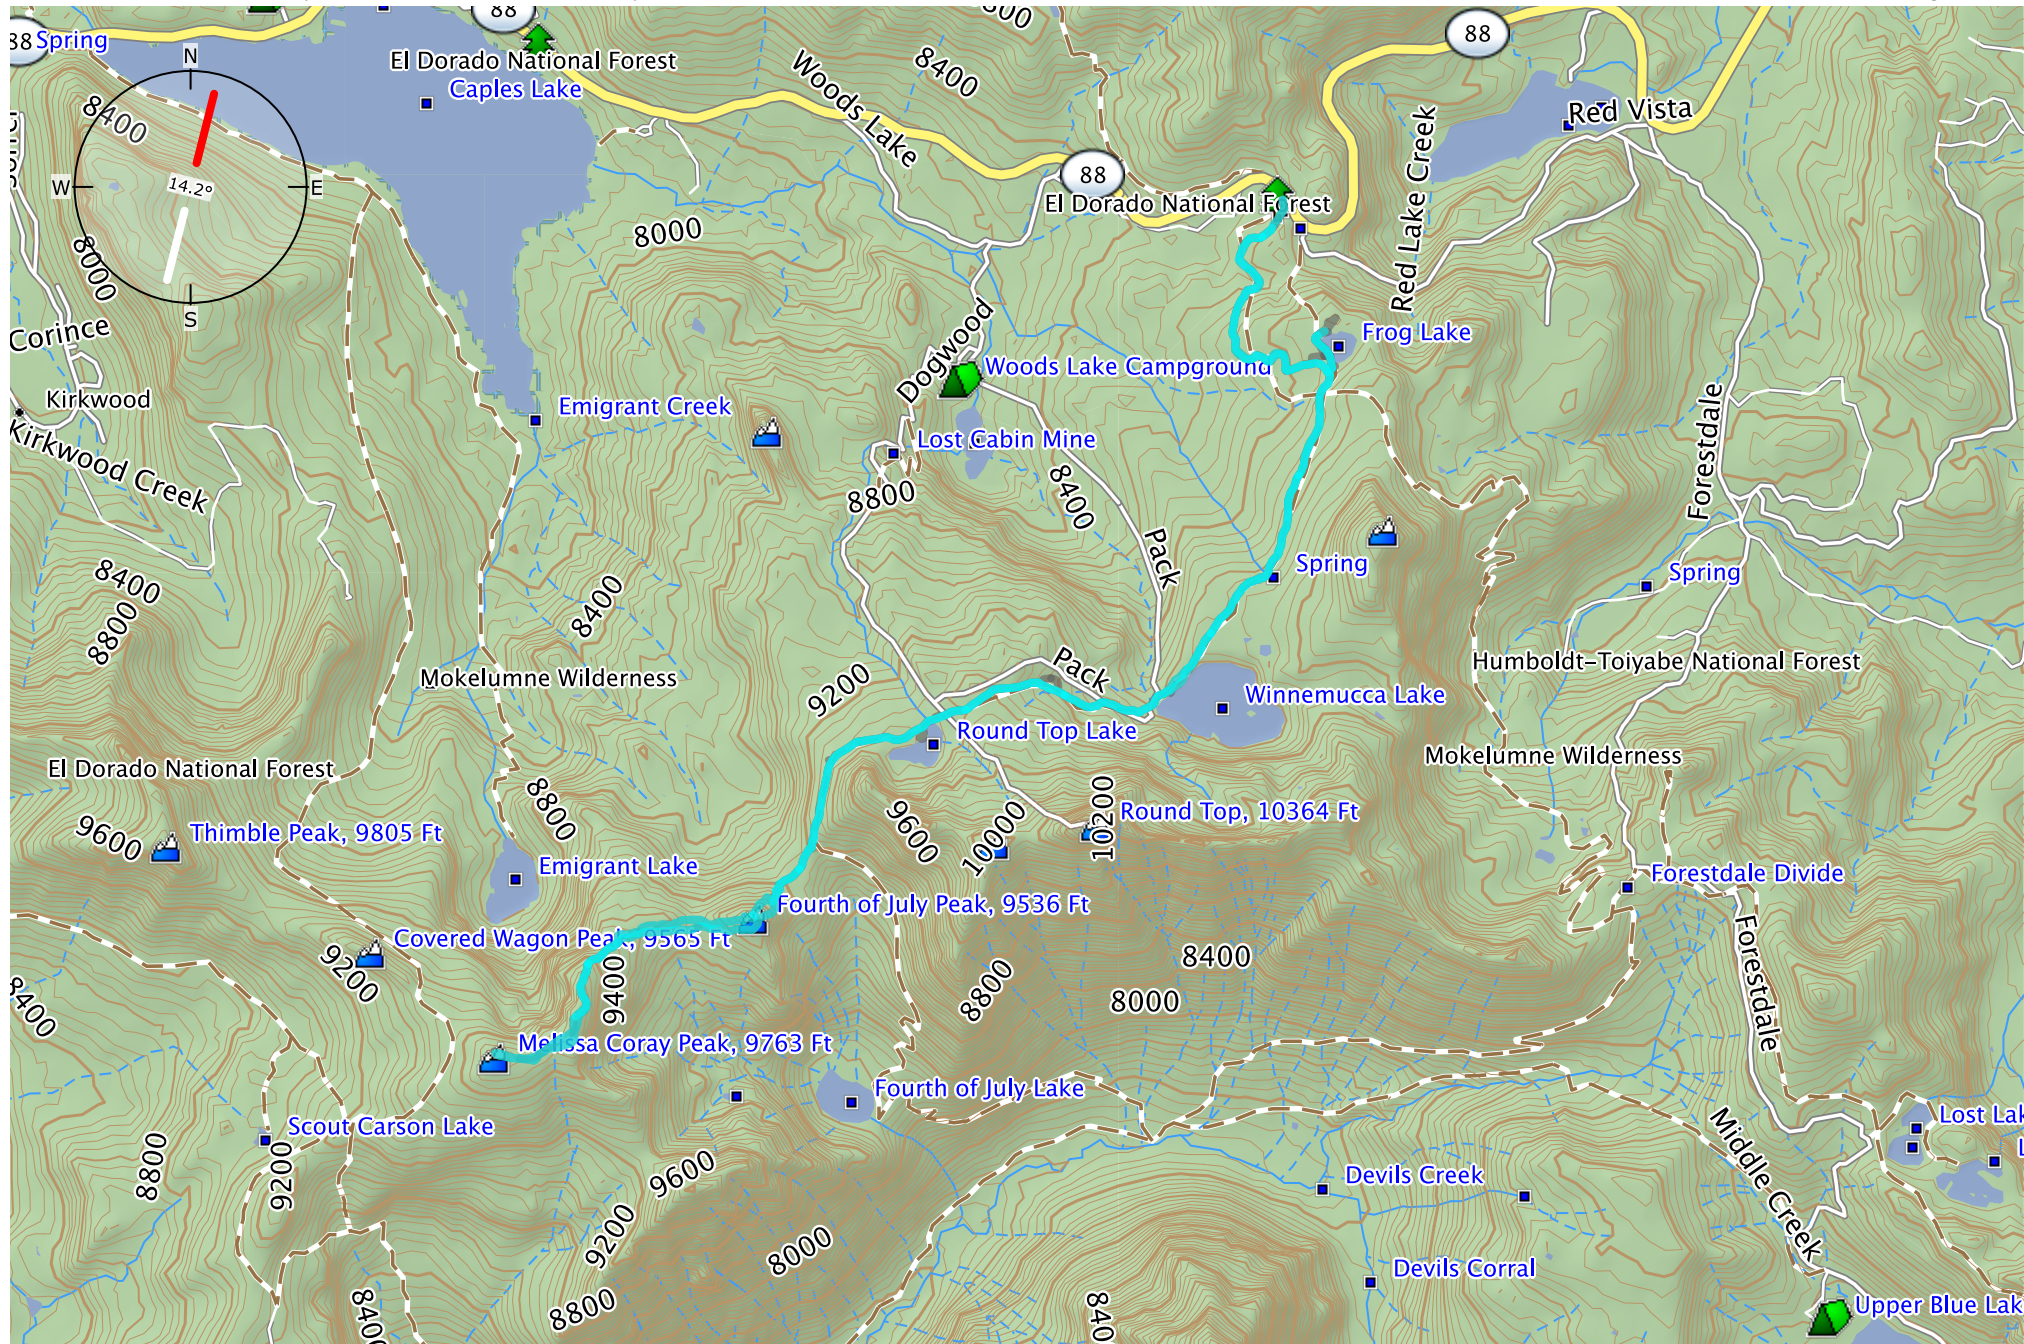 88
Spring
88
El Dorado National Forest
Caples Lake
Woods Lake
8400
88
Red Vista
N
W
E
S
14.2°
8400
8000
88
El Dorado National Forest
Red Lake Creek
8000
Corince
Kirkwood
Kirkwood Creek
Dogwood
Woods Lake Campground
Frog Lake
Emigrant Creek
Lost Cabin Mine
8800
8400
Pack
Forestdale
Spring
Spring
8400
8800
8400
Mokelumne Wilderness
9200
Pack
Winnemucca Lake
Humboldt-Toiyabe National Forest
Round Top Lake
Mokelumne Wilderness
El Dorado National Forest
9600
Thimble Peak, 9805 Ft
8800
9600
10000
10200
Round Top, 10364 Ft
Emigrant Lake
Forestdale Divide
Fourth of July Peak, 9536 Ft
Covered Wagon Peak, 9565 Ft
9200
9400
8800
8400
8000
Forestdale
8400
Melissa Coray Peak, 9763 Ft
Fourth of July Lake
Scout Carson Lake
8800
9200
9600
9200
8000
8800
8400
Devils Creek
Devils Corral
Middle Creek
Lost Lak
L
Upper Blue Lak